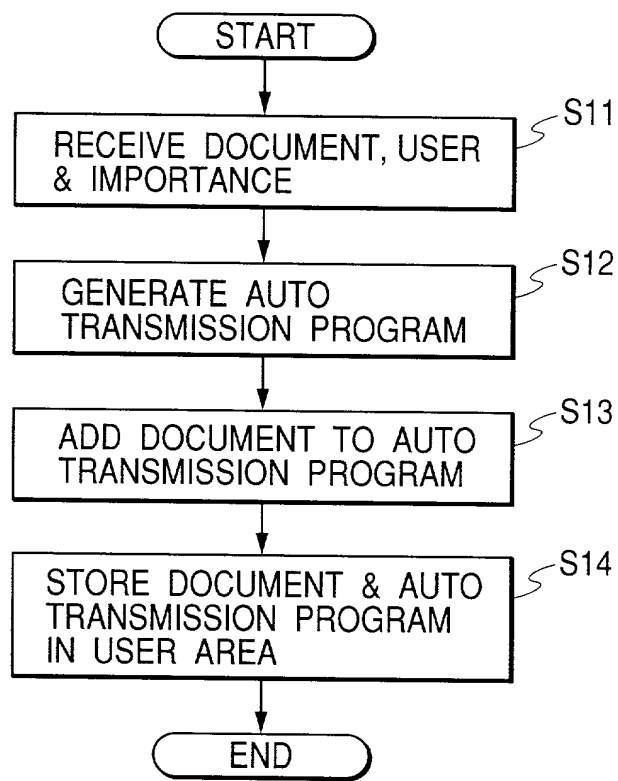 START
S11
RECEIVE DOCUMENT, USER
& IMPORTANCE
S12
GENERATE AUTO
TRANSMISSION PROGRAM
S13
ADD DOCUMENT TO AUTO
TRANSMISSION PROGRAM
S14
STORE DOCUMENT & AUTO
TRANSMISSION PROGRAM
IN USER AREA
END